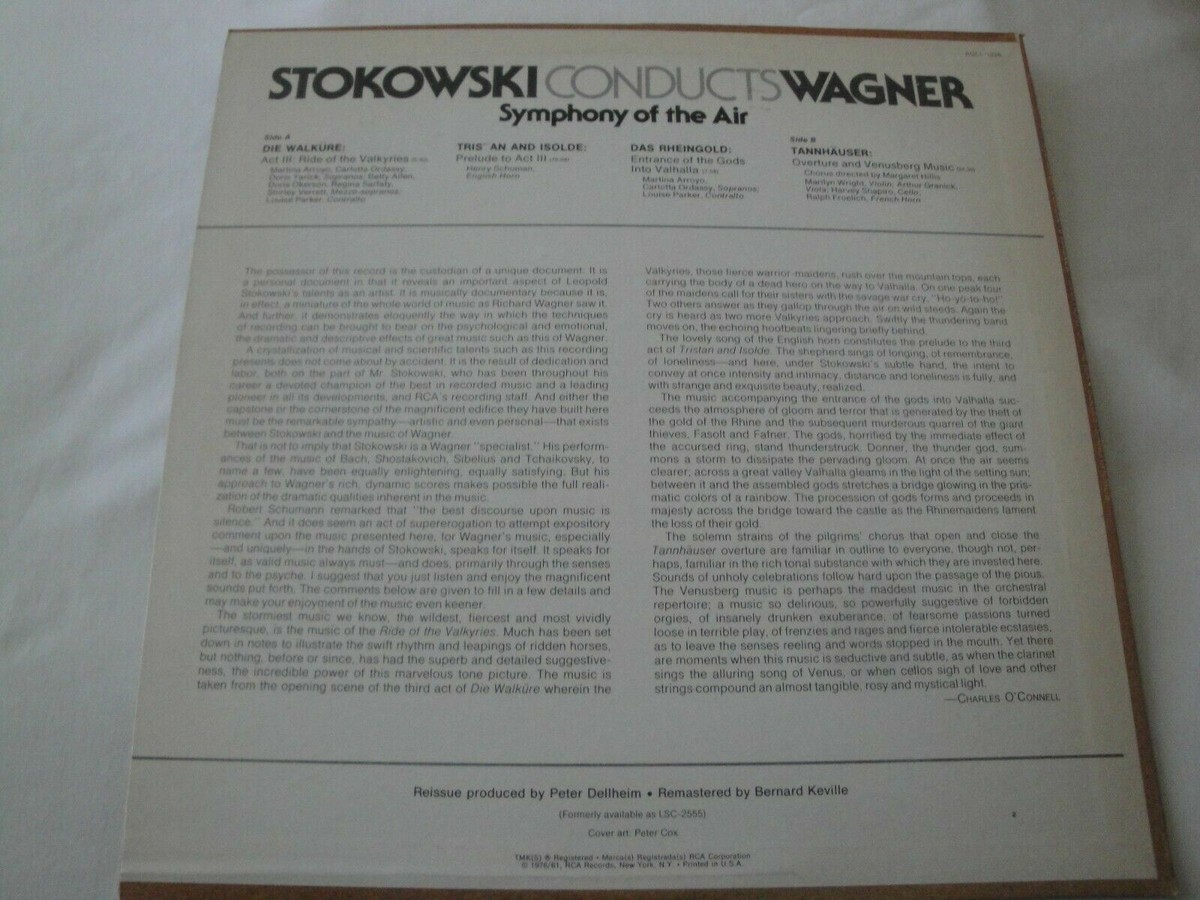 STOKOWSKI CONDUCTS WAGNER
Symphony of the Air
Side A
DIE WALKÜRE:
Act III: Ride of the Valkyries
Martina Arroyo, Carlotta Ordassy,
Doris Yarick, Sopranos; Betty Allen,
Doris Okerson, Regina Sarfaty,
Shirley Verrett, Mezzo-sopranos;
Louise Parker, Contralto
TRIS AN AND ISOLDE:
Prelude to Act III
Henry Schuman,
English Horn
DAS RHEINGOLD:
Entrance of the Gods
Into Valhalla
Martina Arroyo,
Carlotta Ordassy, Sopranos;
Louise Parker, Contralto
Side B
TANNHÄUSER:
Overture and Venusberg Music
Chorus directed by Margaret Hillis
Marilyn Wright, Violin; Arthur Granick,
Viola; Harvey Shapiro, Cello;
Ralph Froelich, French Horn
The possessor of this record is the custodian of a unique document: It is
a personal document in that it reveals an important aspect of Leopold
Stokowski's talents as an artist. It is musically documentary because it is,
in effect, a miniature of the whole world of music as Richard Wagner saw it.
And further, it demonstrates eloquently the way in which the techniques
of recording can be brought to bear on the psychological and emotional,
the dramatic and descriptive effects of great music such as this of Wagner.
A crystallization of musical and scientific talents such as this recording
presents does not come about by accident. It is the result of dedication and
labor, both on the part of Mr. Stokowski, who has been throughout his
career a devoted champion of the best in recorded music and a leading
pioneer in all its developments, and RCA's recording staff. And either the
capstone or the cornerstone of the magnificent edifice they have built here
must be the remarkable sympathy—artistic and even personal—that exists
between Stokowski and the music of Wagner.
That is not to imply that Stokowski is a Wagner "specialist." His perform-
ances of the music of Bach, Shostakovich, Sibelius and Tchaikovsky, to
name a few, have been equally enlightening, equally satisfying. But his
approach to Wagner's rich, dynamic scores makes possible the full reali-
zation of the dramatic qualities inherent in the music.
Robert Schumann remarked that "the best discourse upon music is
silence." And it does seem an act of supererogation to attempt expository
comment upon the music presented here, for Wagner's music, especially
—and uniquely—in the hands of Stokowski, speaks for itself. It speaks for
itself, as valid music always must—and does, primarily through the senses
and to the psyche. I suggest that you just listen and enjoy the magnificent
sounds put forth. The comments below are given to fill in a few details and
may make your enjoyment of the music even keener.
The stormiest music we know, the wildest, fiercest and most vividly
picturesque, is the music of the Ride of the Valkyries. Much has been set
down in notes to illustrate the swift rhythm and leapings of ridden horses,
but nothing, before or since, has had the superb and detailed suggestive-
ness, the incredible power of this marvelous tone picture. The music is
taken from the opening scene of the third act of Die Walküre wherein the
Valkyries, those fierce warrior-maidens, rush over the mountain tops, each
carrying the body of a dead hero on the way to Valhalla. On one peak four
of the maidens call for their sisters with the savage war cry, "Ho-yo-to-ho!"
Two others answer as they gallop through the air on wild steeds. Again the
cry is heard as two more Valkyries approach. Swiftly the thundering band
moves on, the echoing hoofbeats lingering briefly behind.
The lovely song of the English horn constitutes the prelude to the third
act of Tristan and Isolde. The shepherd sings of longing, of remembrance,
of loneliness—and here, under Stokowski's subtle hand, the intent to
convey at once intensity and intimacy, distance and loneliness is fully, and
with strange and exquisite beauty, realized.
The music accompanying the entrance of the gods into Valhalla suc-
ceeds the atmosphere of gloom and terror that is generated by the theft of
the gold of the Rhine and the subsequent murderous quarrel of the giant
thieves, Fasolt and Fafner. The gods, horrified by the immediate effect of
the accursed ring, stand thunderstruck. Donner, the thunder god, sum-
mons a storm to dissipate the pervading gloom. At once the air seems
clearer; across a great valley Valhalla gleams in the light of the setting sun;
between it and the assembled gods stretches a bridge glowing in the pris-
matic colors of a rainbow. The procession of gods forms and proceeds in
majesty across the bridge toward the castle as the Rhinemaidens lament
the loss of their gold.
The solemn strains of the pilgrims' chorus that open and close the
Tannhäuser overture are familiar in outline to everyone, though not, per-
haps, familiar in the rich tonal substance with which they are invested here.
Sounds of unholy celebrations follow hard upon the passage of the pious.
The Venusberg music is perhaps the maddest music in the orchestral
repertoire; a music so delirious, so powerfully suggestive of forbidden
orgies, of insanely drunken exuberance, of fearsome passions turned
loose in terrible play, of frenzies and rages and fierce intolerable ecstasies,
as to leave the senses reeling and words stopped in the mouth. Yet there
are moments when this music is seductive and subtle, as when the clarinet
sings the alluring song of Venus, or when cellos sigh of love and other
strings compound an almost tangible, rosy and mystical light.
—CHARLES O'CONNELL
Reissue produced by Peter Dellheim • Remastered by Bernard Keville
(Formerly available as LSC-2555)
Cover art: Peter Cox
TMK(S) ® Registered • Marca(s) Registrada(s) RCA Corporation
© 1976/61, RCA Records, New York, N.Y. • Printed in U.S.A.